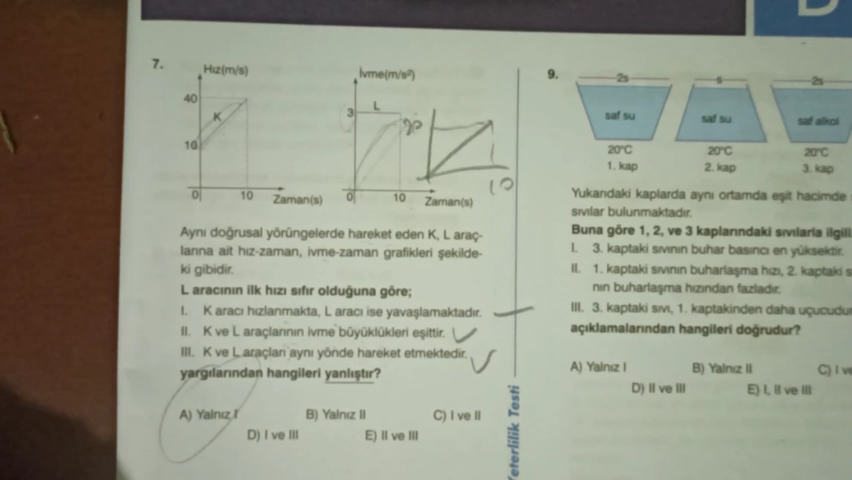 D
7.
Hız(m/s)
40
K
10
0
10
Zaman(s)
İvme(m/s²)
3
L
0
10
Zaman(s)
10
Aynı doğrusal yörüngelerde hareket eden K, L araç-
larına ait hız-zaman, ivme-zaman grafikleri şekilde-
ki gibidir.
L aracının ilk hızı sıfır olduğuna göre;
I. K aracı hızlanmakta, L aracı ise yavaşlamaktadır.
II. K ve L araçlarının ivme büyüklükleri eşittir.
III. K ve L araçları aynı yönde hareket etmektedir.
yargılarından hangileri yanlıştır?
A) Yalnız I B) Yalnız II C) I ve II
D) I ve III E) II ve III
Yeterlilik Testi
9.
2s s 2s
saf su saf su saf alkol
20°C 20°C 20°C
1. kap 2. kap 3. kap
Yukarıdaki kaplarda aynı ortamda eşit hacimde
sıvılar bulunmaktadır.
Buna göre 1, 2, ve 3 kaplarındaki sıvılarla ilgili
I. 3. kaptaki sıvının buhar basıncı en yüksektir.
II. 1. kaptaki sıvının buharlaşma hızı, 2. kaptaki s
nın buharlaşma hızından fazladır.
III. 3. kaptaki sıvı, 1. kaptakinden daha uçucudur
açıklamalarından hangileri doğrudur?
A) Yalnız I B) Yalnız II C) I ve
D) II ve III E) I, II ve III